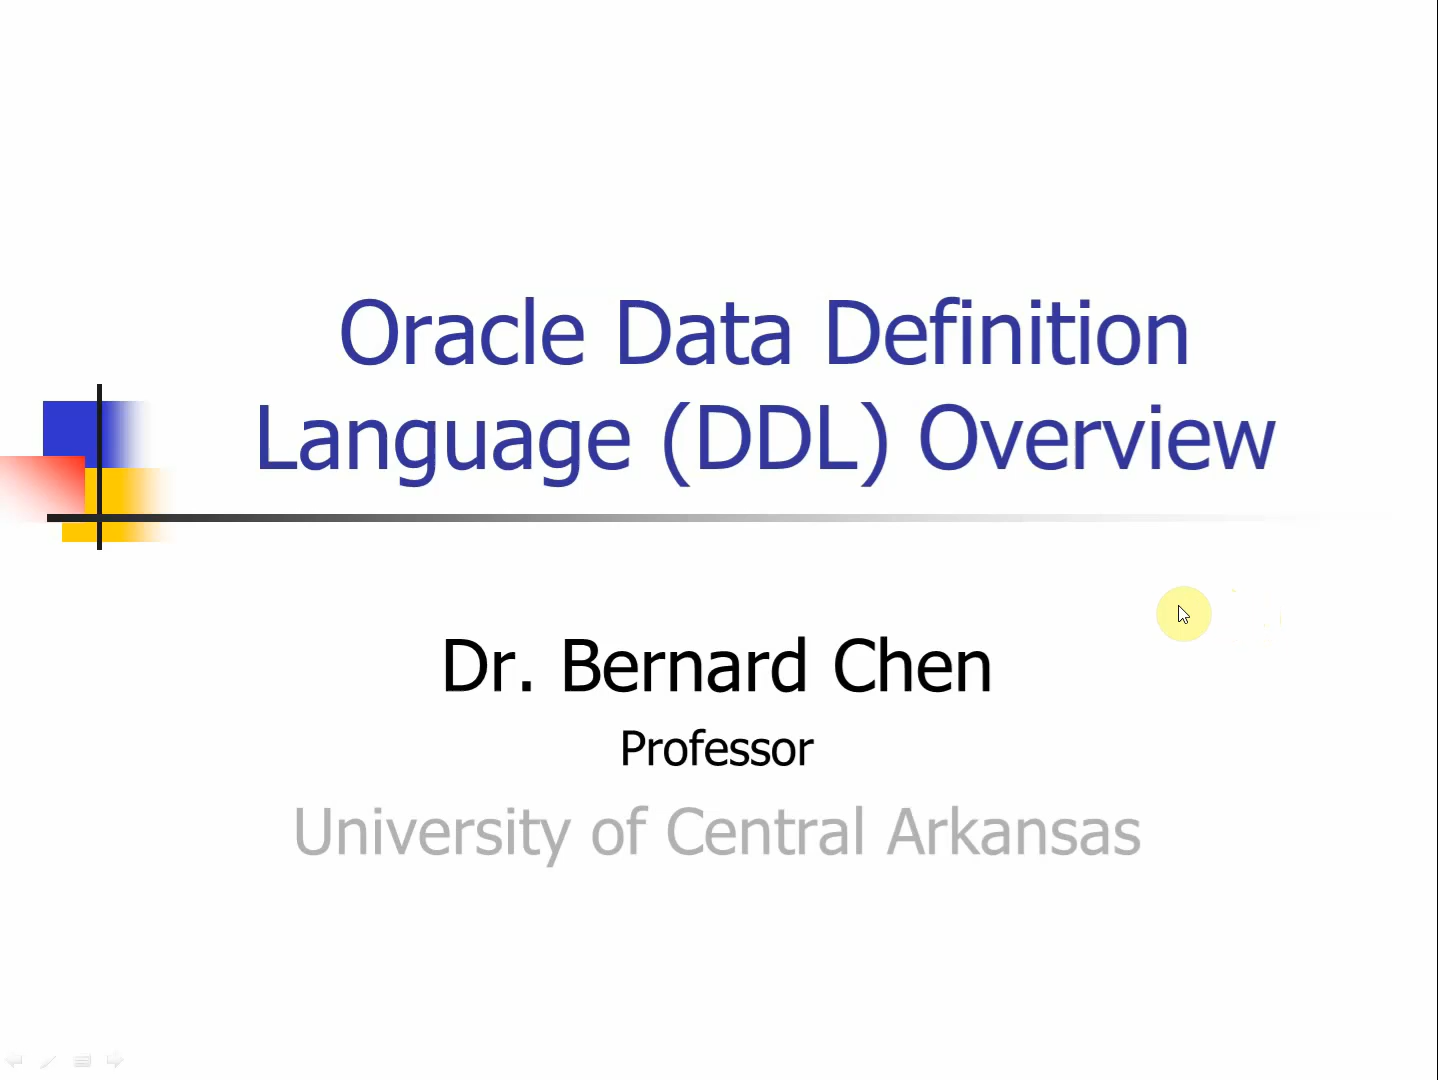 Oracle Data Definition
Language (DDL) Overview
Dr. Bernard Chen
Professor
University of Central Arkansas